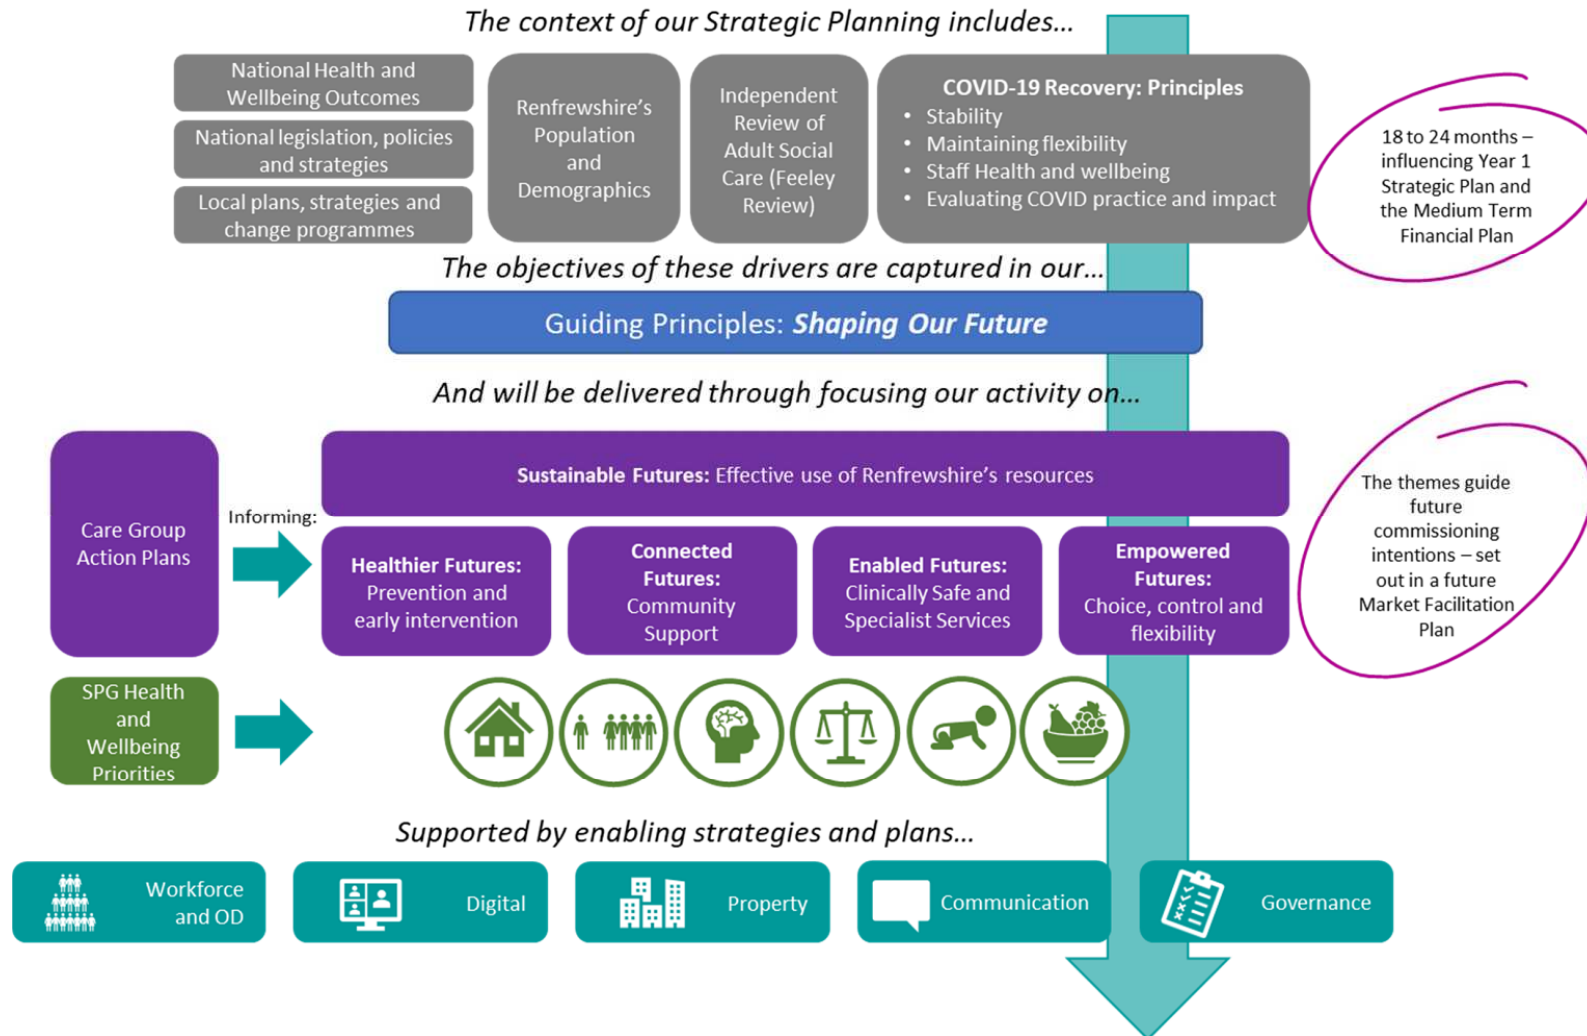 The context of our Strategic Planning includes...
National Health and
Wellbeing Outcomes
National legislation, policies
and strategies
Local plans, strategies and
change programmes
Renfrewshire's
Population
and
Demographics
Independent
Review of
Adult Social
Care (Feeley
Review)
COVID-19 Recovery: Principles
• Stability
• Maintaining flexibility
• Staff Health and wellbeing
• Evaluating COVID practice and impact
18 to 24 months –
influencing Year 1
Strategic Plan and
the Medium Term
Financial Plan
The objectives of these drivers are captured in our...
Guiding Principles: Shaping Our Future
And will be delivered through focusing our activity on...
Care Group
Action Plans
Informing:
Sustainable Futures: Effective use of Renfrewshire's resources
Healthier Futures:
Prevention and
early intervention
Connected
Futures:
Community
Support
Enabled Futures:
Clinically Safe and
Specialist Services
Empowered
Futures:
Choice, control and
flexibility
The themes guide
future
commissioning
intentions – set
out in a future
Market Facilitation
Plan
SPG Health
and
Wellbeing
Priorities
Supported by enabling strategies and plans...
Workforce
and OD
Digital
Property
Communication
Governance